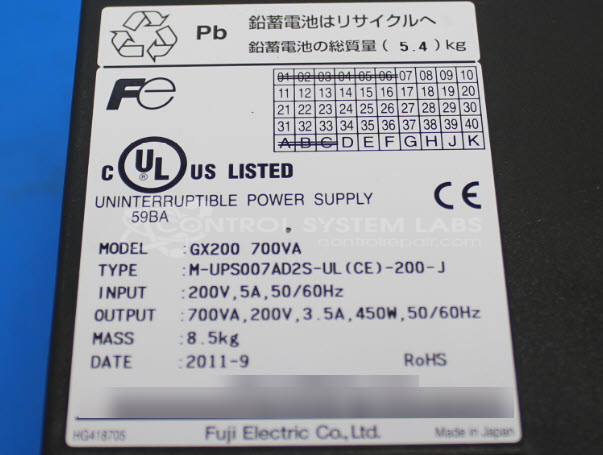 Pb 鉛蓄電池はリサイクルへ
鉛蓄電池の総質量 (5.4) kg
Fe
01 02 03 04 05 06 07 08 09 10
11 12 13 14 15 16 17 18 19 20
21 22 23 24 25 26 27 28 29 30
31 32 33 34 35 36 37 38 39 40
A B C D E F G H J K
C UL US LISTED
UNINTERRUPTIBLE POWER SUPPLY
59BA
CE
CONTROL SYSTEM LABS
controlrepair.com
MODEL :GX200 700VA
TYPE :M-UPS007AD2S-UL(CE)-200-J
INPUT :200V,5A,50/60Hz
OUTPUT :700VA,200V,3.5A,450W,50/60Hz
MASS :8.5kg
DATE :2011-9 RoHS
HG418705 Fuji Electric Co., Ltd. Made in Japan